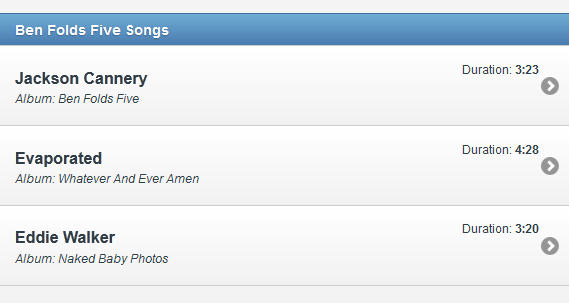 Ben Folds Five Songs
Jackson Cannery
Duration: 3:23
Album: Ben Folds Five
Evaporated
Duration: 4:28
Album: Whatever And Ever Amen
Eddie Walker
Duration: 3:20
Album: Naked Baby Photos